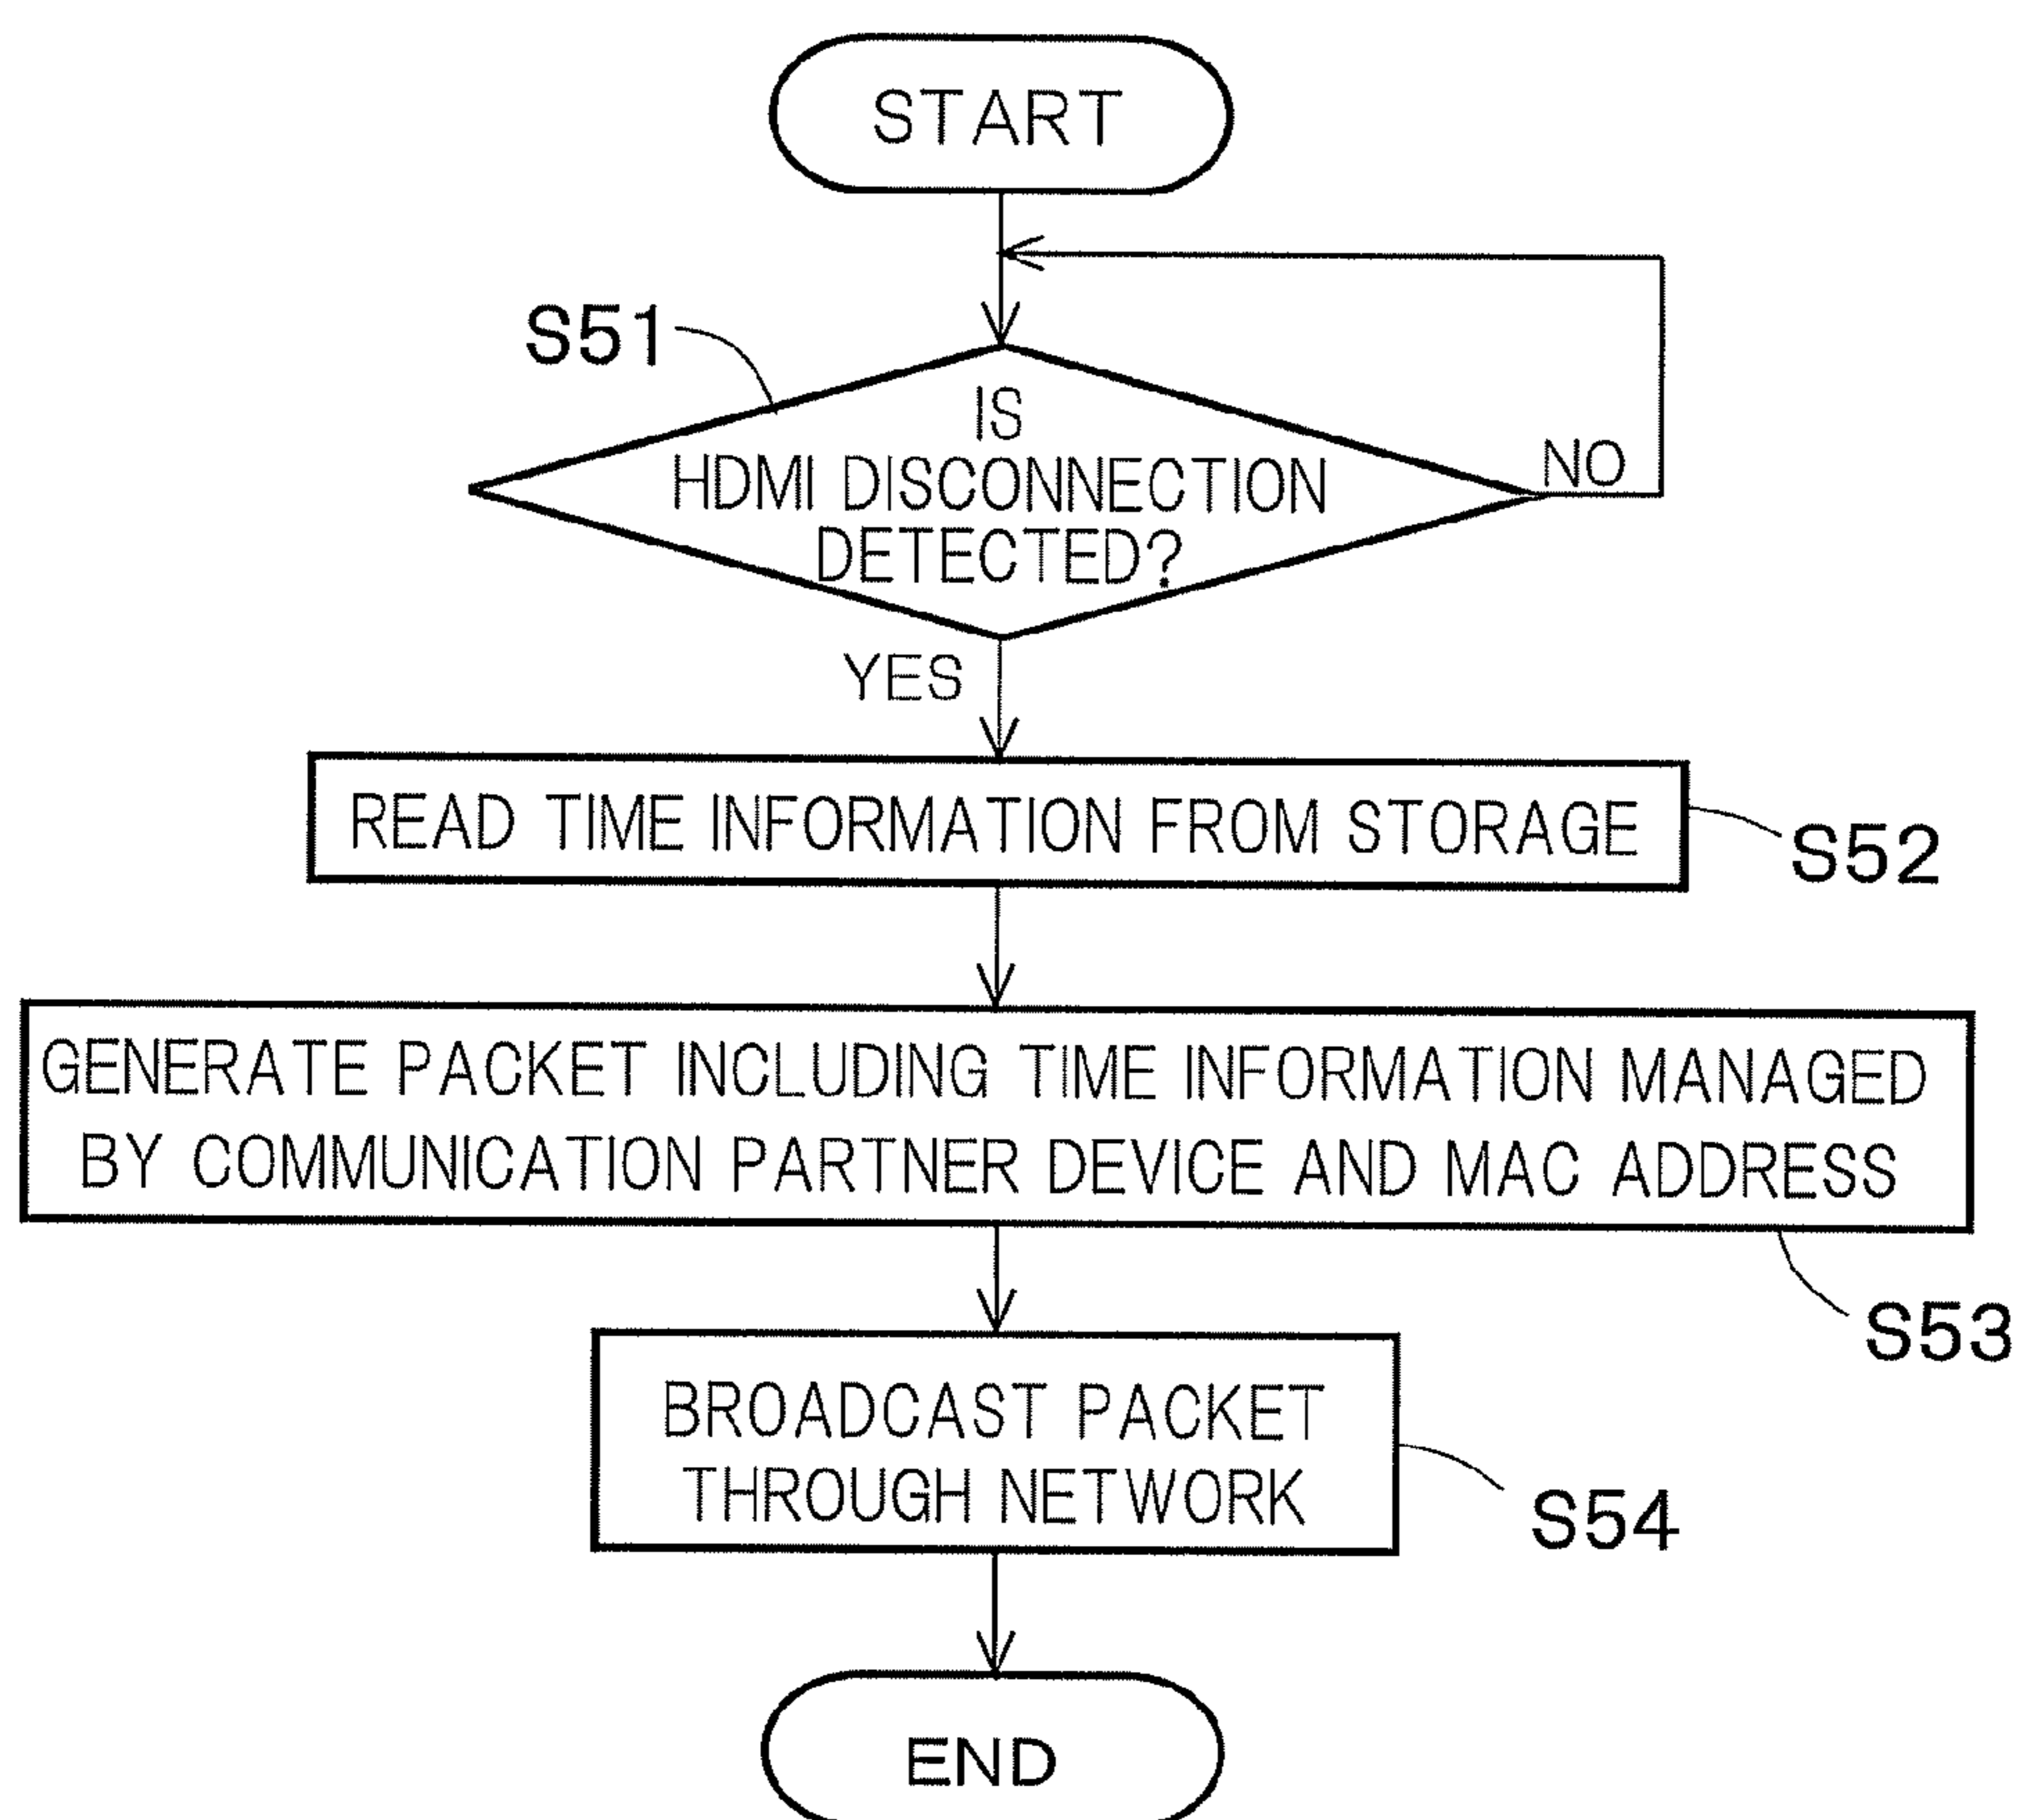 START
S51
IS
HDMI DISCONNECTION
DETECTED?
NO
YES
READ TIME INFORMATION FROM STORAGE
S52
GENERATE PACKET INCLUDING TIME INFORMATION MANAGED
BY COMMUNICATION PARTNER DEVICE AND MAC ADDRESS
S53
BROADCAST PACKET
THROUGH NETWORK
S54
END